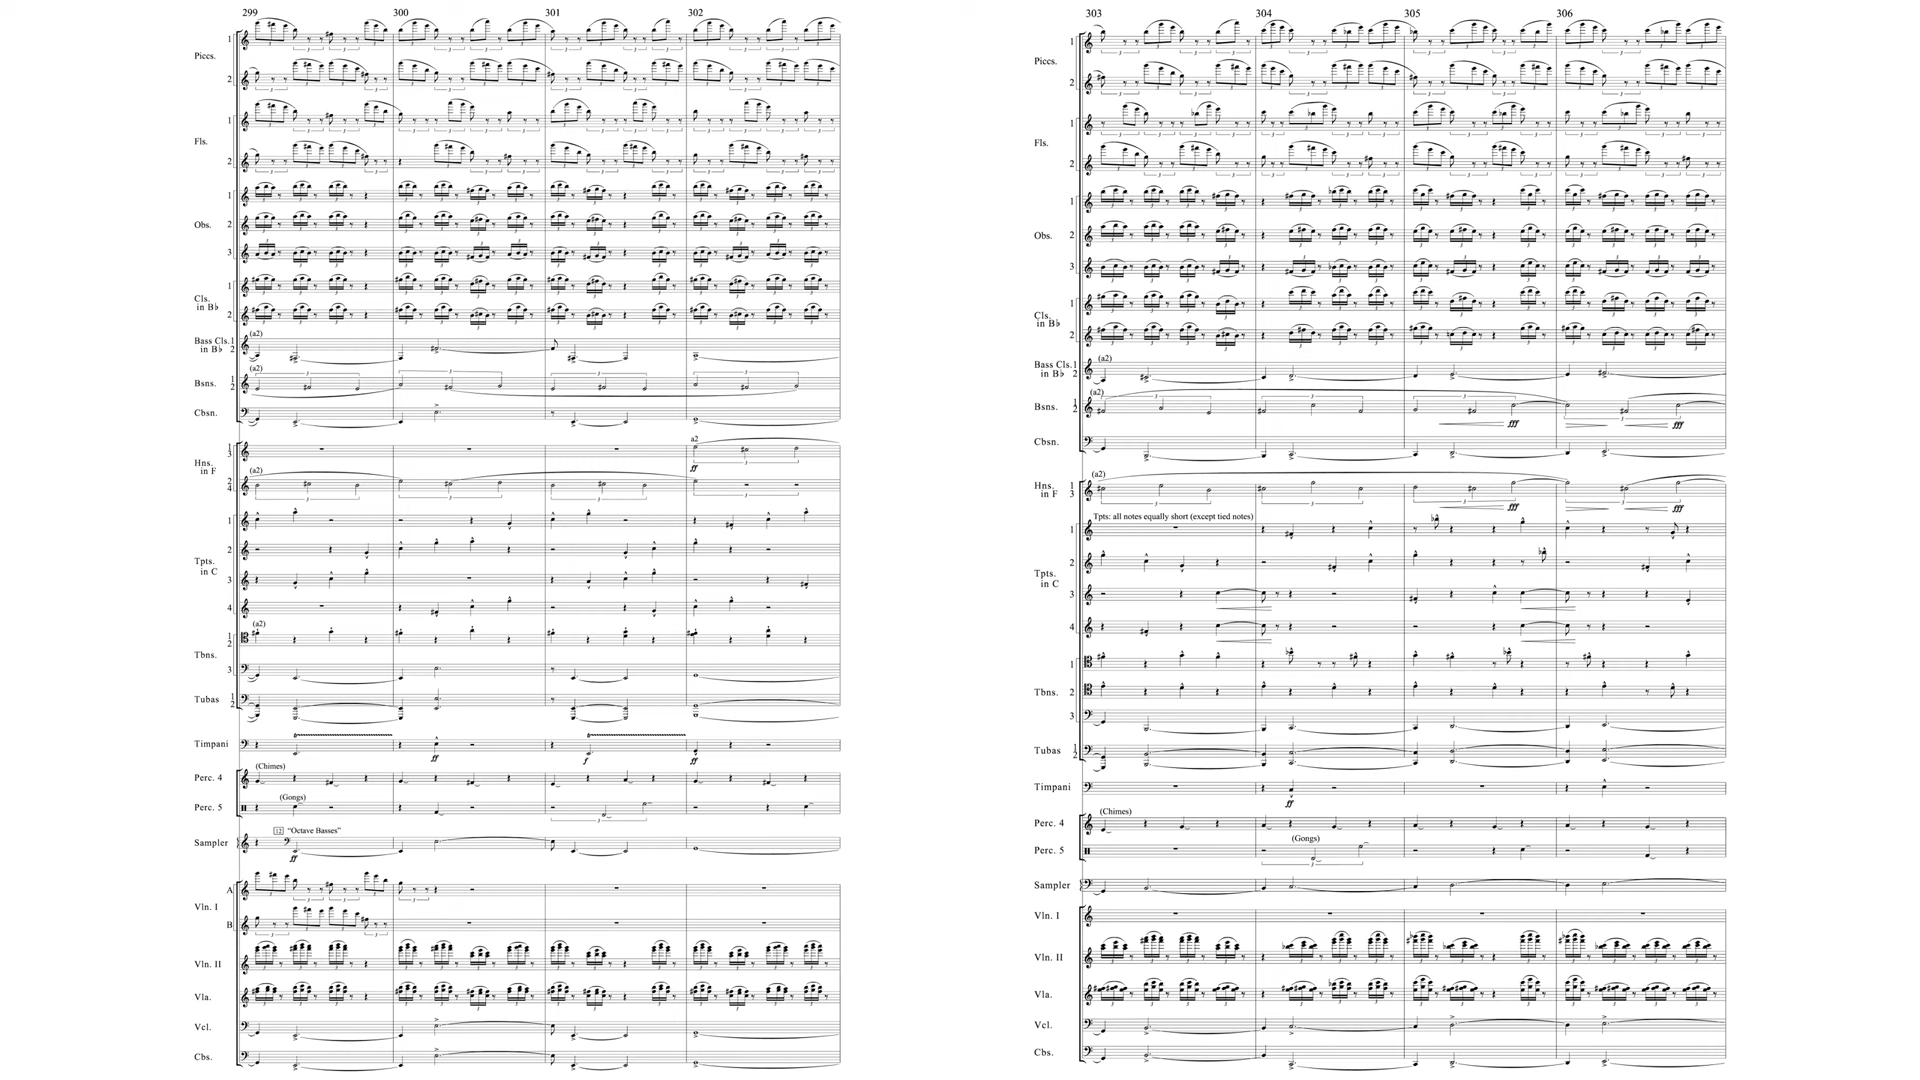 299 300 301 302
Piccs. 1
2
Fls. 1
2
Obs. 1
2
3
Cls. in B♭ 1
2
Bass Cls. in B♭ 1 2 (a2)
Bsns. 1 2 (a2)
Cbsn.
Hns. in F 1 3 a2 ff
2 4 (a2)
Tpts. in C 1
2
3
4
Tbns. 1 2 (a2)
3
Tubas 1 2
Timpani ff f ff
Perc. 4 (Chimes)
Perc. 5 (Gongs)
Sampler 12 “Octave Basses” ff
Vln. I A
B
Vln. II
Vla.
Vcl.
Cbs.
303 304 305 306
Piccs. 1
2
Fls. 1
2
Obs. 1
2
3
Cls. in B♭ 1
2
Bass Cls. in B♭ 1 2 (a2)
Bsns. 1 2 (a2) fff fff
Cbsn.
Hns. in F 1 3 (a2) fff fff
Tpts: all notes equally short (except tied notes)
Tpts. in C 1
2
3
4
Tbns. 1
2
3
Tubas 1 2
Timpani ff
Perc. 4 (Chimes)
Perc. 5 (Gongs)
Sampler
Vln. I
Vln. II
Vla.
Vcl.
Cbs.